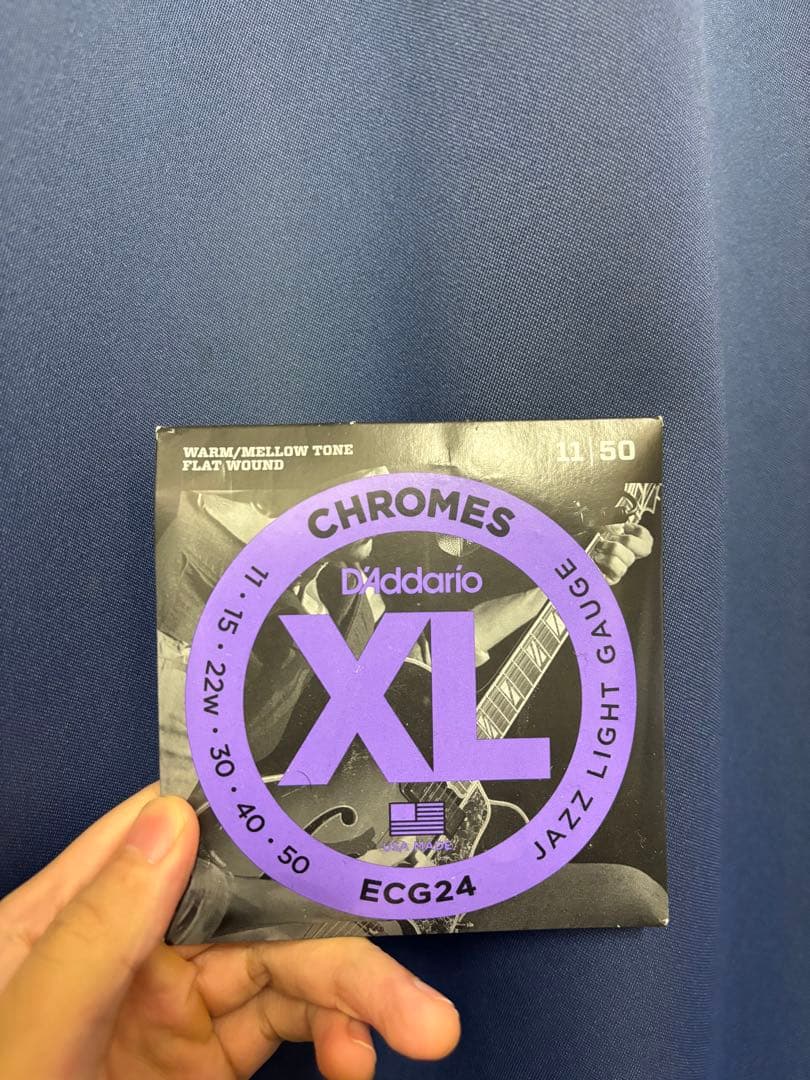 WARM/MELLOW TONE
FLAT WOUND
11|50
CHROMES
D'Addario
XL
11 • 15 • 22W • 30 • 40 • 50
JAZZ LIGHT GAUGE
USA MADE
ECG24